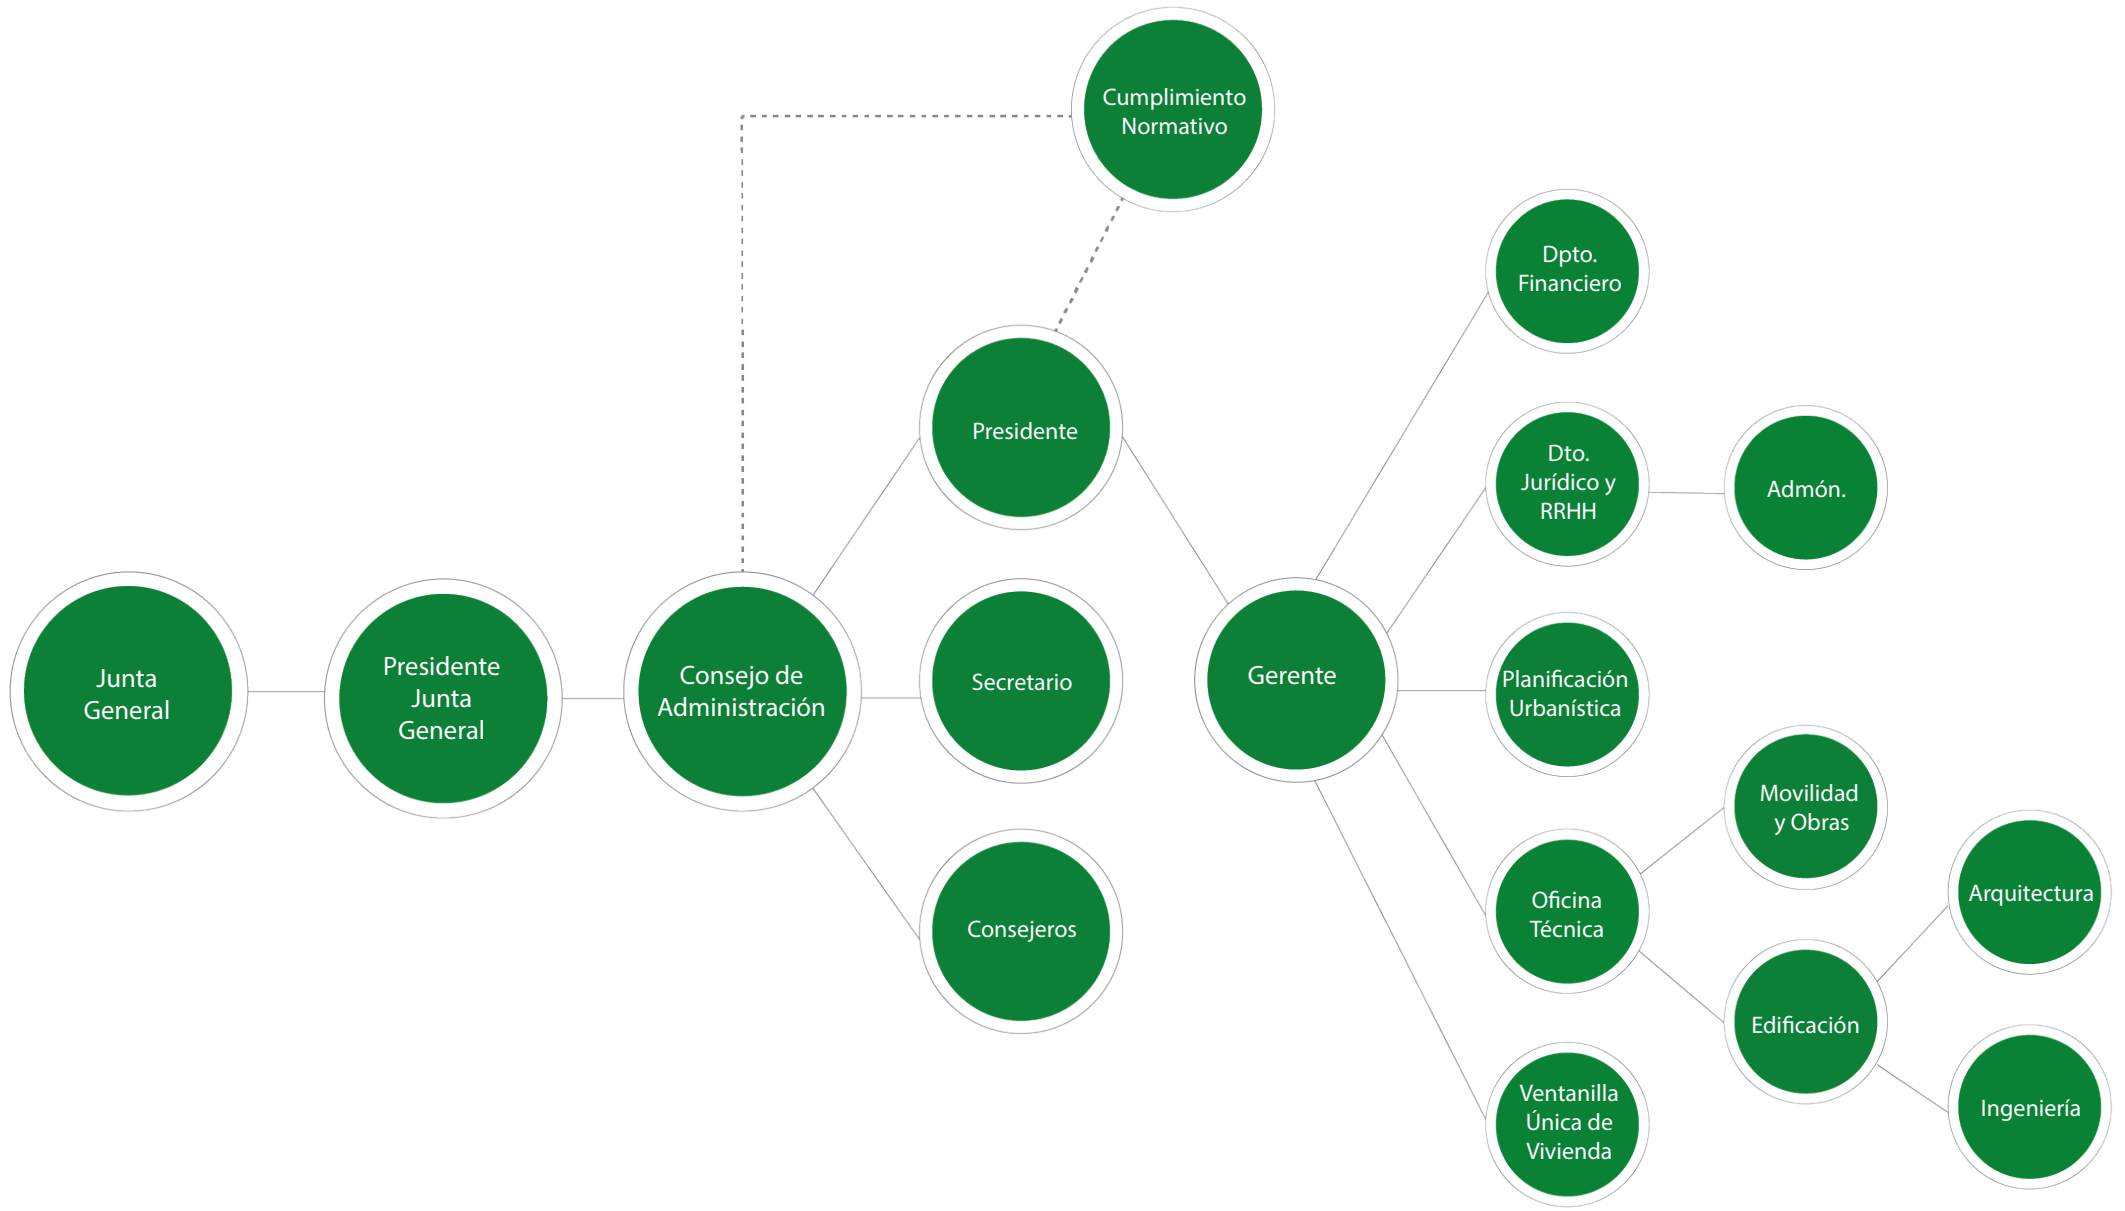 Cumplimiento
Normativo
Dpto.
Financiero
Presidente
Dto.
Jurídico y
RRHH
Admón.
Junta
General
Presidente
Junta
General
Consejo de
Administración
Secretario
Gerente
Planificación
Urbanística
Movilidad
y Obras
Consejeros
Oficina
Técnica
Arquitectura
Edificación
Ventanilla
Única de
Vivienda
Ingeniería